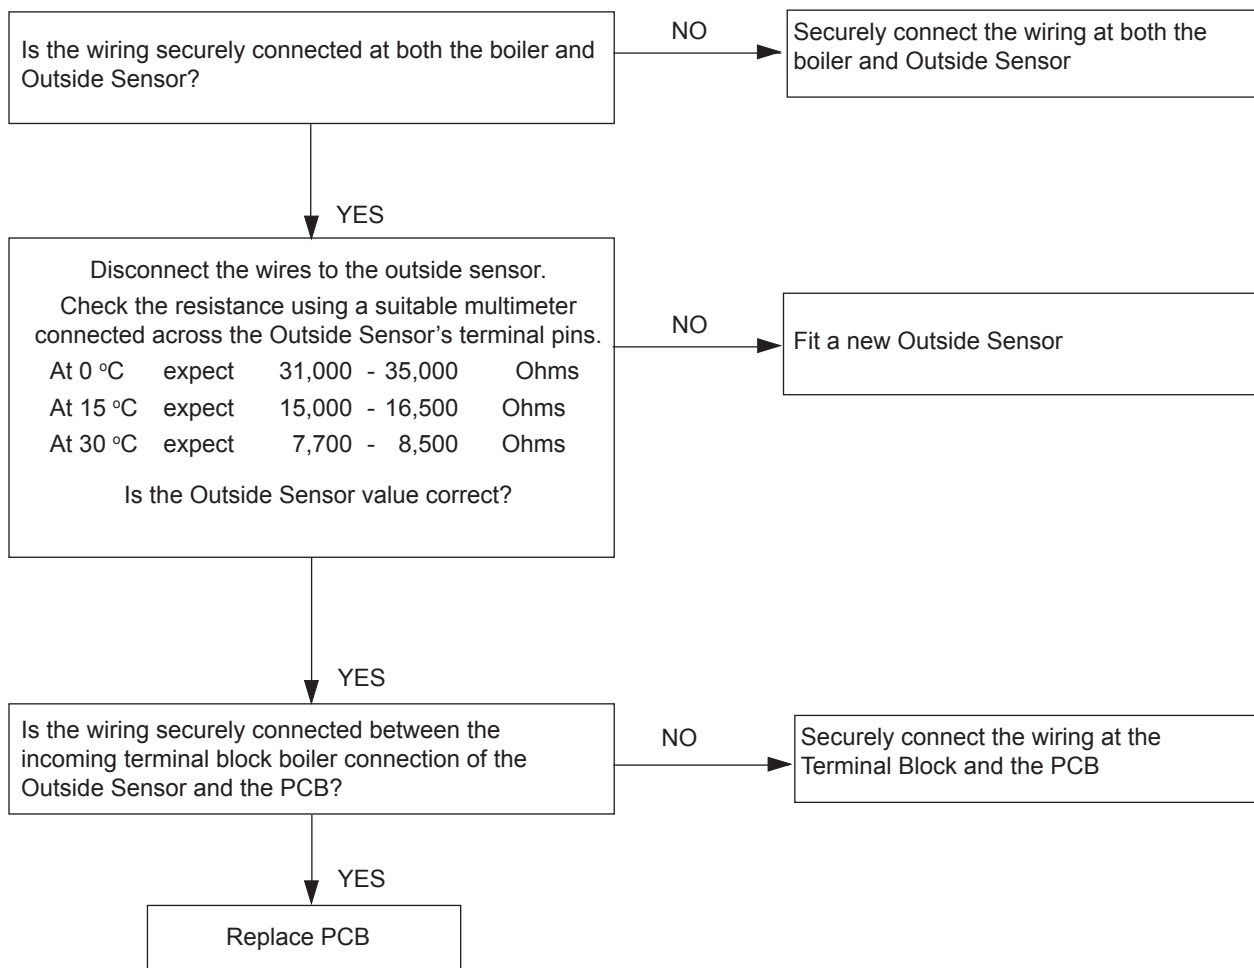 Is the wiring securely connected at both the boiler and
Outside Sensor?
NO
Securely connect the wiring at both the
boiler and Outside Sensor
YES
Disconnect the wires to the outside sensor.
Check the resistance using a suitable multimeter
connected across the Outside Sensor’s terminal pins.
At 0 °C expect 31,000 - 35,000 Ohms
At 15 °C expect 15,000 - 16,500 Ohms
At 30 °C expect 7,700 - 8,500 Ohms
Is the Outside Sensor value correct?
NO
Fit a new Outside Sensor
YES
Is the wiring securely connected between the
incoming terminal block boiler connection of the
Outside Sensor and the PCB?
NO
Securely connect the wiring at the
Terminal Block and the PCB
YES
Replace PCB